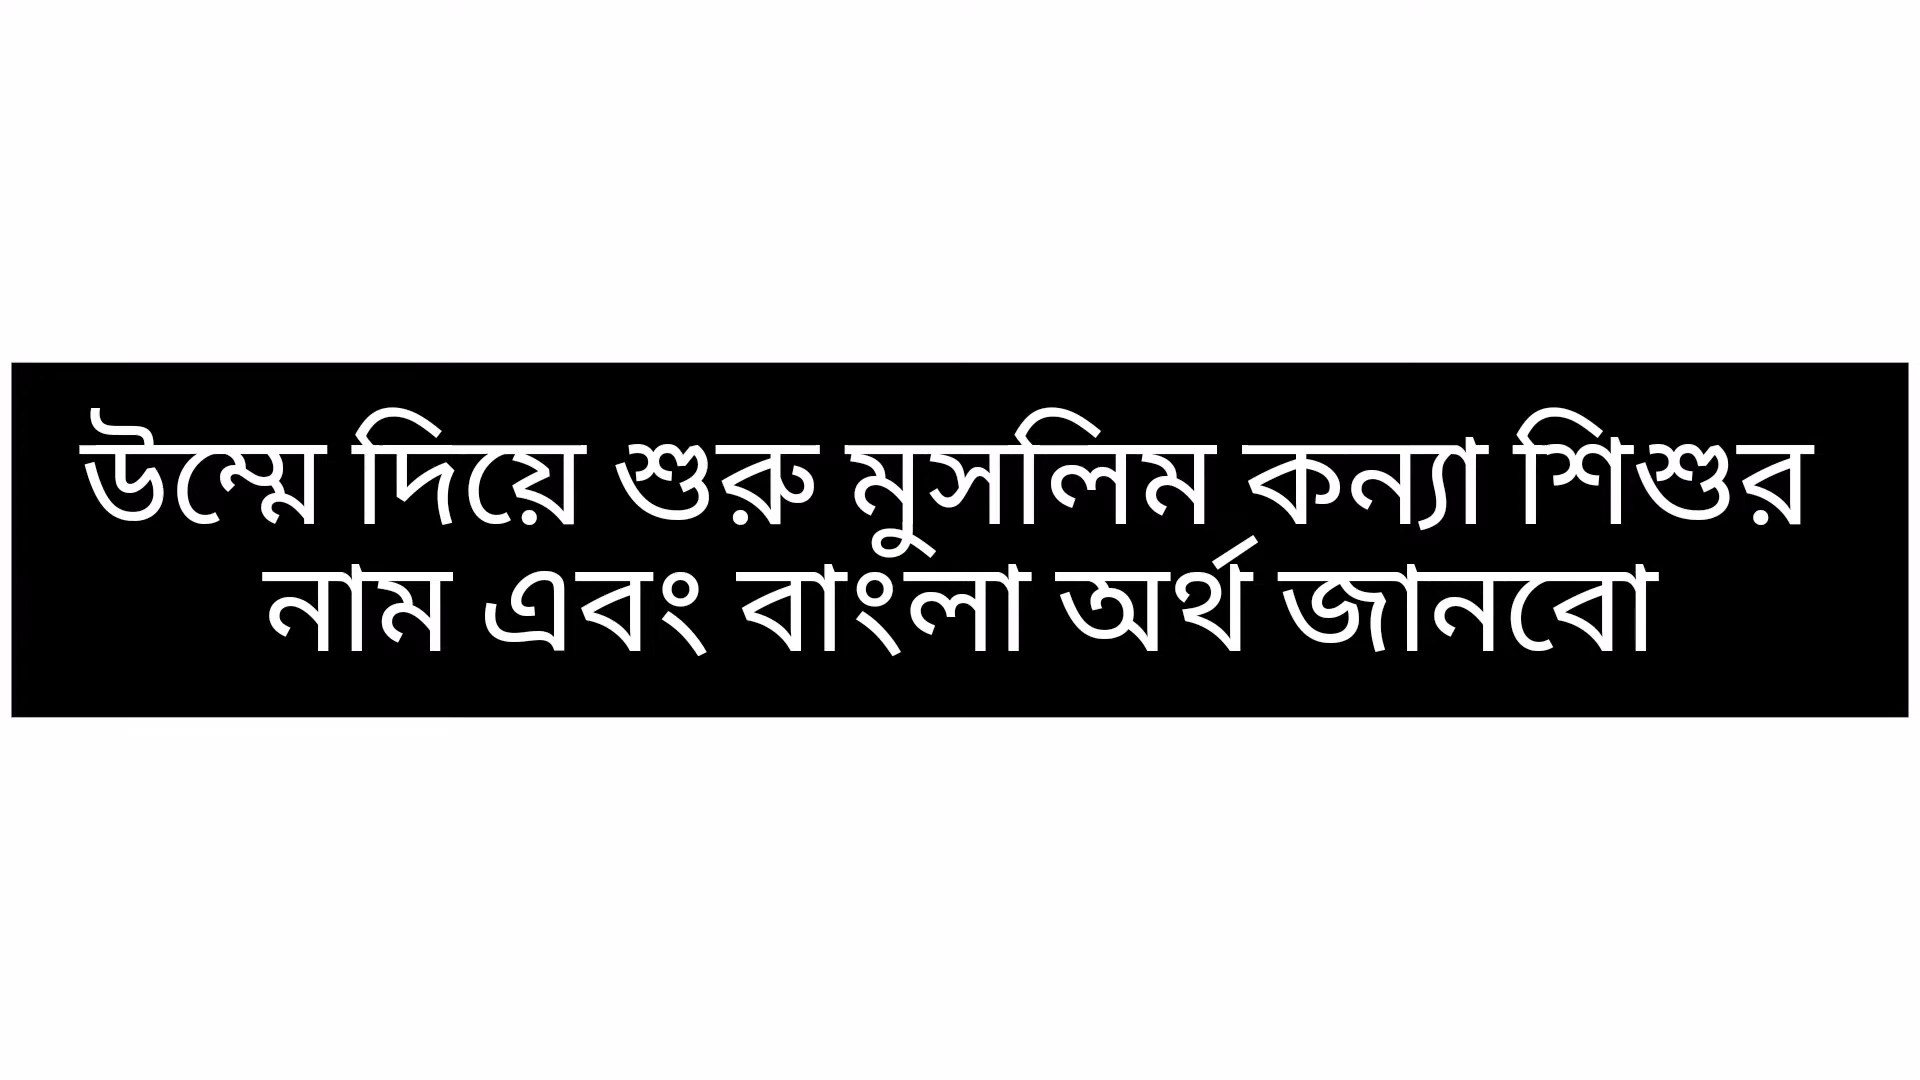 উম্মে দিয়ে শুরু মুসলিম কন্যা শিশুর
নাম এবং বাংলা অর্থ জানবো